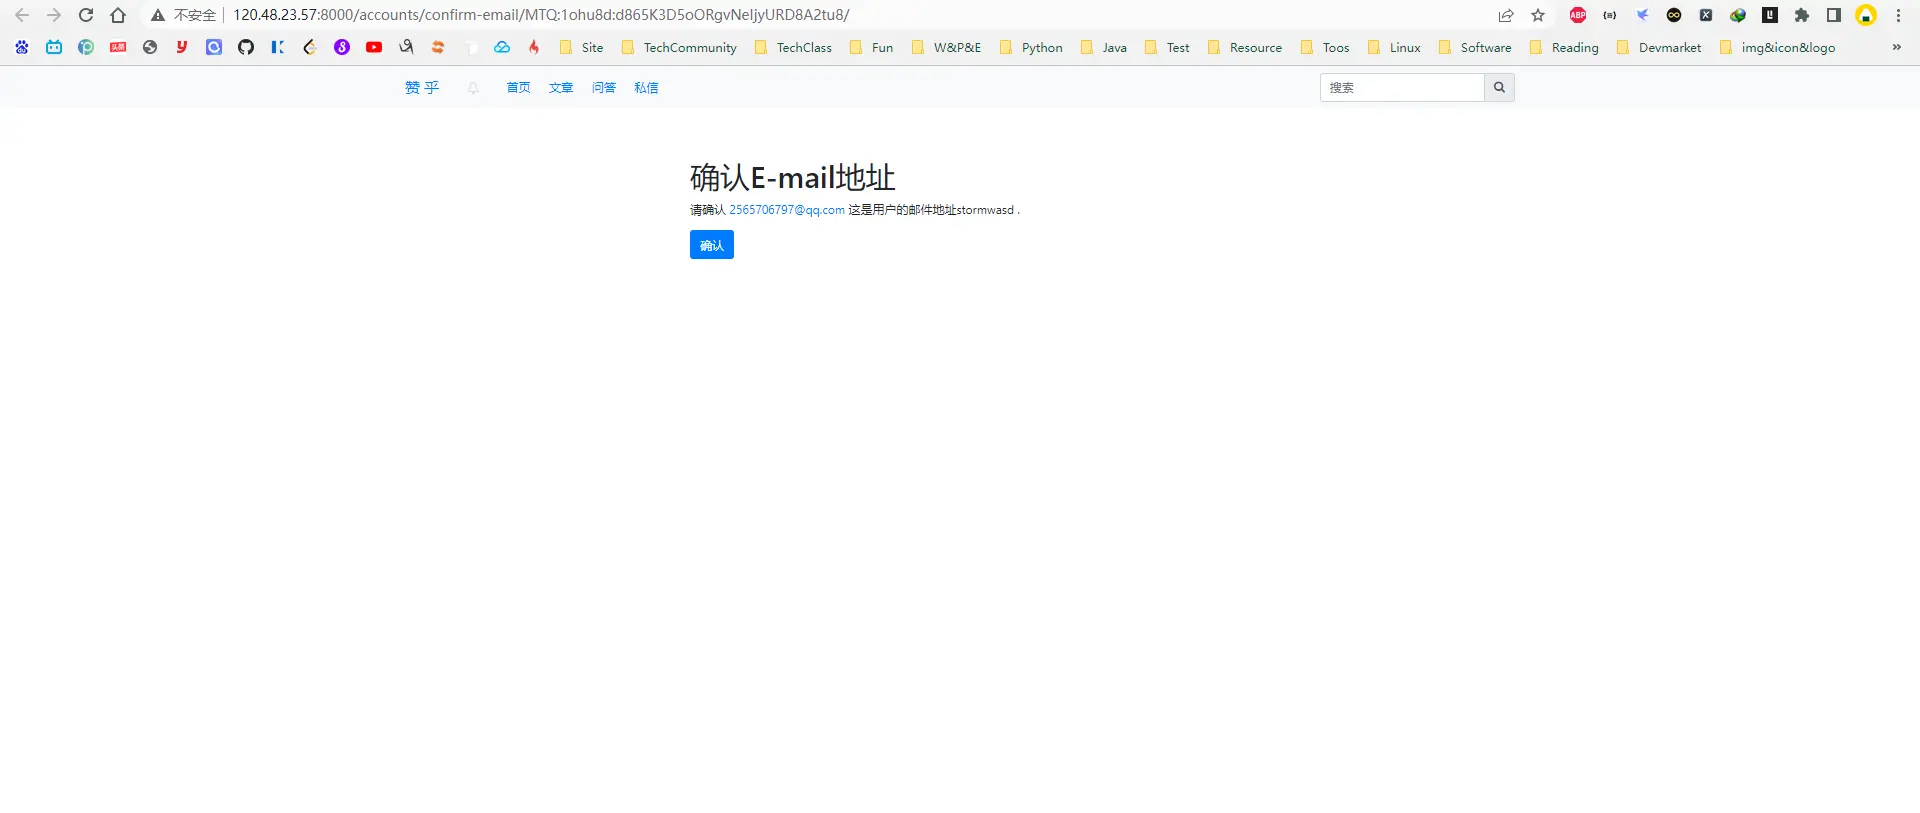 不安全 120.48.23.57:8000/accounts/confirm-email/MTQ:1ohu8d:d865K3D5oORgvNeljyURD8A2tu8/
Site TechCommunity TechClass Fun W&P&E Python Java Test Resource Toos Linux Software Reading Devmarket img&icon&logo »
赞 乎 首页 文章 问答 私信 搜索
确认E-mail地址
请确认 2565706797@qq.com 这是用户的邮件地址stormwasd .
确认